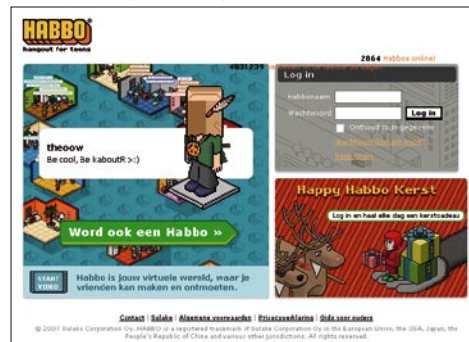 HABBO
hangout for teens
2864 Habbos online!
4831239
Log in
Habbonaam
Wachtwoord
Log in
Onthoud mijn gegevens
theoow
Be cool, Be kaboutR >:)
Happy Habbo Kerst
Log in en haal elke dag een kerstcadeau
Word ook een Habbo »
START VIDEO
Habbo is jouw virtuele wereld, waar je
vrienden kan maken en ontmoeten.
Contact | Sulake | Algemene voorwaarden | Privacyverklaring | Gids voor ouders
© 2007 Sulake Corporation Oy. HABBO is a registered trademark of Sulake Corporation Oy in the European Union, the USA, Japan, the
People's Republic of China and various other jurisdictions. All rights reserved.